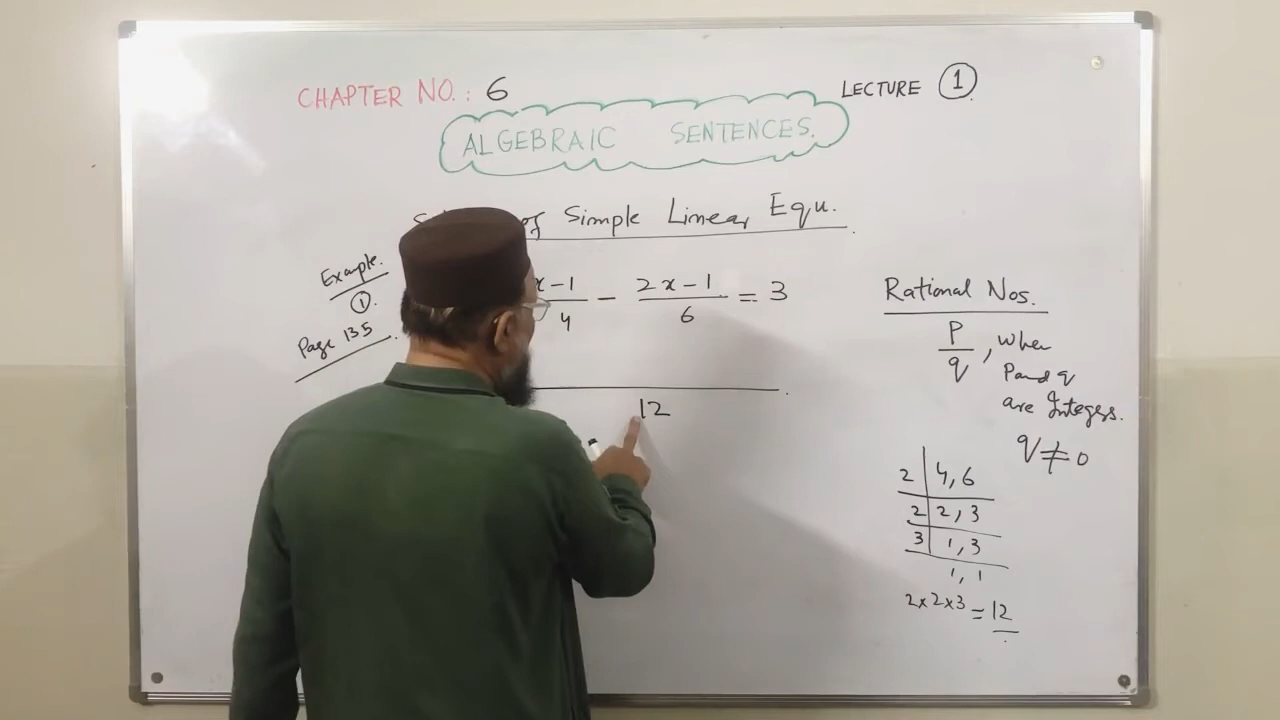 CHAPTER NO.: 6
LECTURE 1
ALGEBRAIC SENTENCES.
of Simple Linear Equ.
Example.
1.
Page 135
x-1/4 - 2x-1/6 = 3
12
Rational Nos.
P/q, when
P and q
are Integers.
q ≠ 0
2 | 4, 6
2 | 2, 3
3 | 1, 3
1, 1
2x2x3 = 12